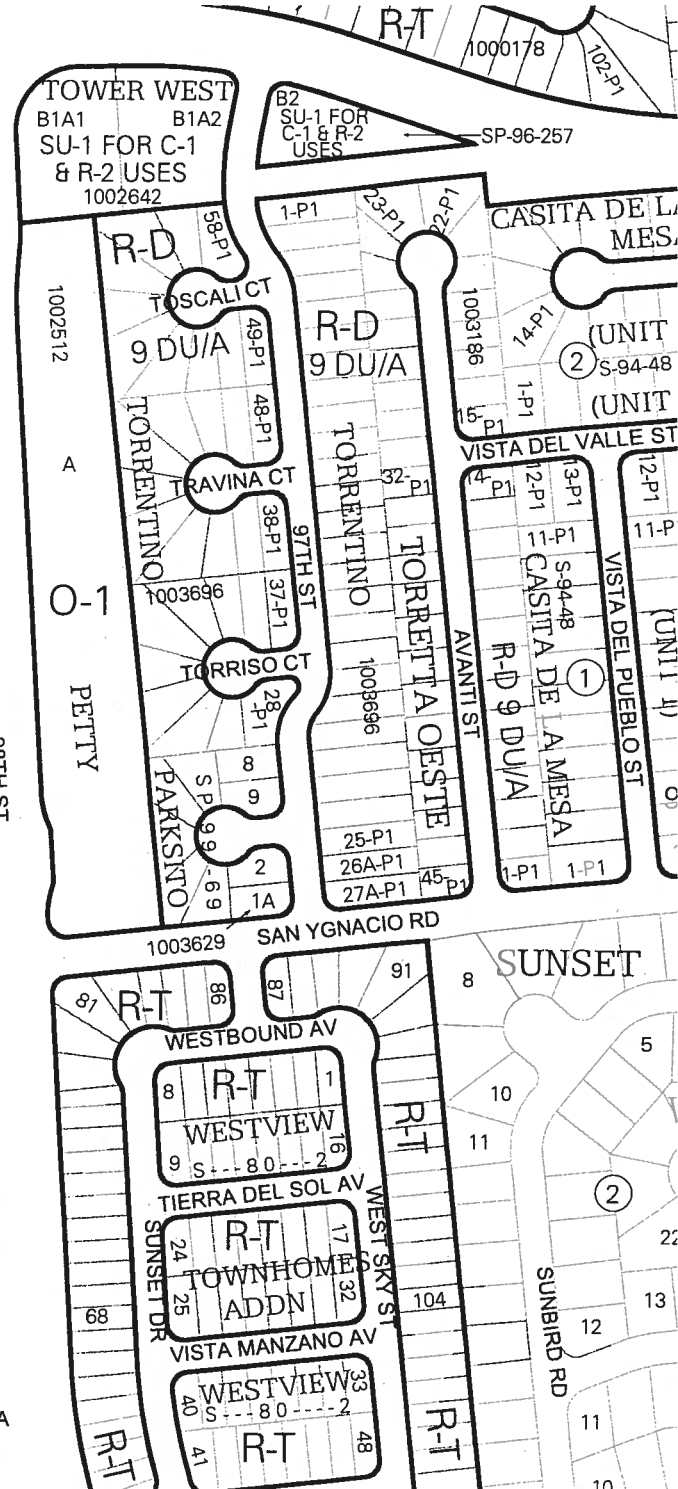 R-T
1000178
102-P1
TOWER WEST
B1A1
B1A2
SU-1 FOR C-1
& R-2 USES
1002642
B2
SU-1 FOR
C-1 & R-2
USES
SP-96-257
58-P1
R-D
TOSCALI CT
9 DU/A
49-P1
48-P1
1002512
A
O-1
PETTY
TORRENTINO
TRAVINA CT
38-P1
1003696
37-P1
TORRISO CT
28
-P1
97TH ST
1-P1
23-P1
22-P1
R-D
9 DU/A
TORRENTINO
32-
P1
1003186
15-
P1
1003696
TORRETTA OESTE
AVANTI ST
CASITA DE LA
MESA
14-P1
(UNIT
2
S-94-48
1-P1
(UNIT
VISTA DEL VALLE ST
14-
P1
12-P1
13-P1
12-P1
11-P1
11-P
S-94-48
CASITA DE LA MESA
R-D 9 DU/A
1
VISTA DEL PUEBLO ST
(UNIT 1)
8
9
2
1A
PARKSITO
SP 99-69
25-P1
26A-P1
27A-P1
45-
P1
1-P1
1-P1
SAN YGNACIO RD
1003629
81
R-T
86
87
91
8
SUNSET
WESTBOUND AV
5
8
R-T
1
10
WESTVIEW
16
R-T
11
9
S---80---2
TIERRA DEL SOL AV
2
SUNSET DR
WEST SKY ST
24
R-T
17
22
25
TOWNHOMES
ADDN
32
68
104
SUNBIRD RD
12
13
VISTA MANZANO AV
WESTVIEW
33
40
S---80----2
11
A
R-T
41
R-T
48
R-T
10